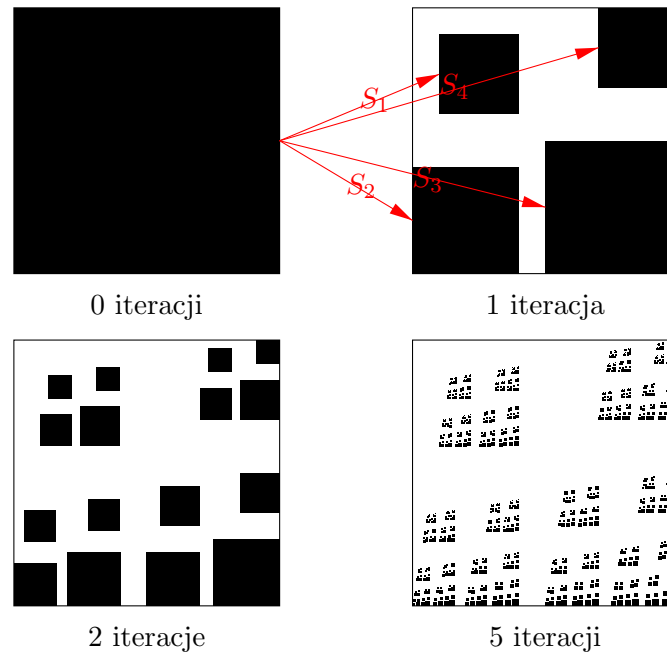 S₁
S₄
S₂
S₃
0 iteracji
1 iteracja
2 iteracje
5 iteracji